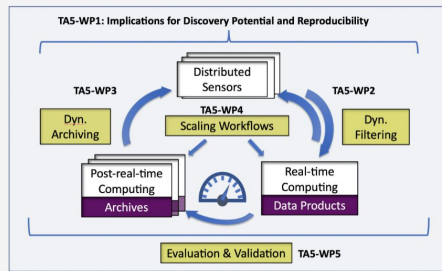 TA5-WP1: Implications for Discovery Potential and Reproducibility
Distributed
Sensors
TA5-WP3
TA5-WP2
TA5-WP4
Dyn.
Archiving
Scaling Workflows
Dyn.
Filtering
Post-real-time
Computing
Archives
Real-time
Computing
Data Products
Evaluation & Validation
TA5-WP5